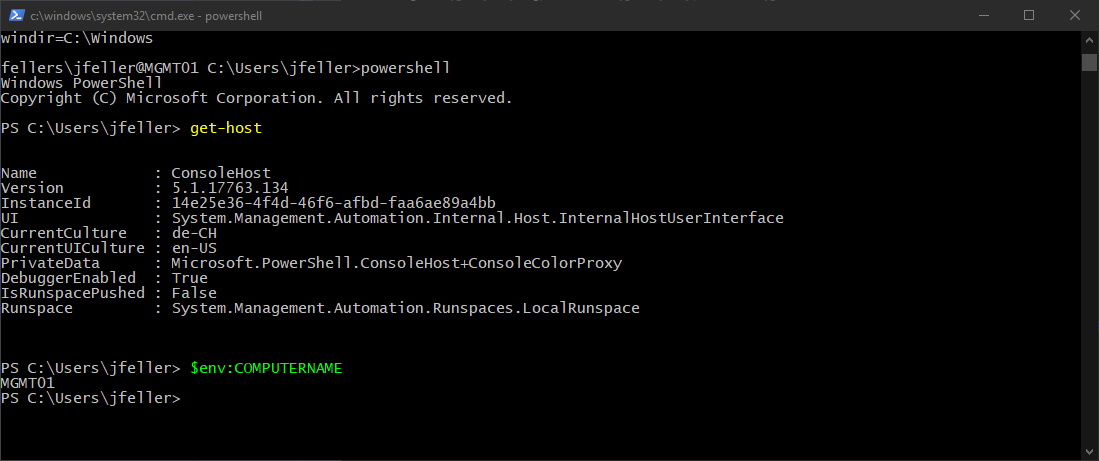 c:\windows\system32\cmd.exe - powershell
windir=C:\Windows
fellers\jfeller@MGMT01 C:\Users\jfeller>powershell
Windows PowerShell
Copyright (C) Microsoft Corporation. All rights reserved.
PS C:\Users\jfeller> get-host
Name             : ConsoleHost
Version          : 5.1.17763.134
InstanceId       : 14e25e36-4f4d-46f6-afbd-faa6ae89a4bb
UI               : System.Management.Automation.Internal.Host.InternalHostUserInterface
CurrentCulture   : de-CH
CurrentUICulture : en-US
PrivateData      : Microsoft.PowerShell.ConsoleHost+ConsoleColorProxy
DebuggerEnabled  : True
IsRunspacePushed : False
Runspace         : System.Management.Automation.Runspaces.LocalRunspace
PS C:\Users\jfeller> $env:COMPUTERNAME
MGMT01
PS C:\Users\jfeller>